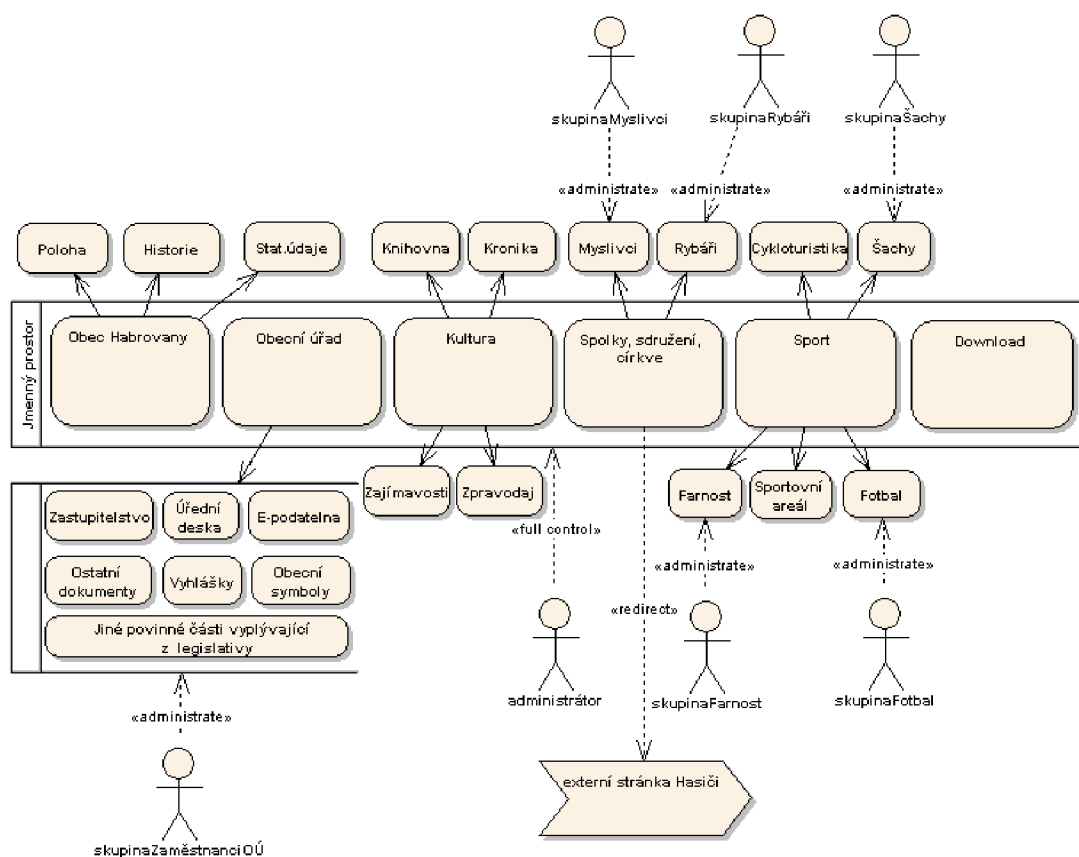 skupinaMyslivci
skupinaRybáři
skupinaŠachy
«administrate»
«administrate»
«administrate»
Poloha
Historie
Stat.údaje
Knihovna
Kronika
Myslivci
Rybáři
Cykloturistika
Šachy
Jmenný prostor
Obec Habrovany
Obecní úřad
Kultura
Spolky, sdružení,
církve
Sport
Download
Zajímavosti
Zpravodaj
Farnost
Sportovní
areál
Fotbal
Zastupitelstvo
Úřední
deska
E-podatelna
«full control»
Ostatní
dokumenty
Vyhlášky
Obecní
symboly
«administrate»
«administrate»
«redirect»
Jiné povinné části vyplývající
z legislativy
administrátor
skupinaFarnost
skupinaFotbal
«administrate»
externí stránka Hasiči
skupinaZaměstnanciOÚ